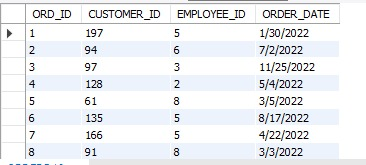 ORD_ID CUSTOMER_ID EMPLOYEE_ID ORDER_DATE
1 197 5 1/30/2022
2 94 6 7/2/2022
3 97 3 11/25/2022
4 128 2 5/4/2022
5 61 8 3/5/2022
6 135 5 8/17/2022
7 166 5 4/22/2022
8 91 8 3/3/2022